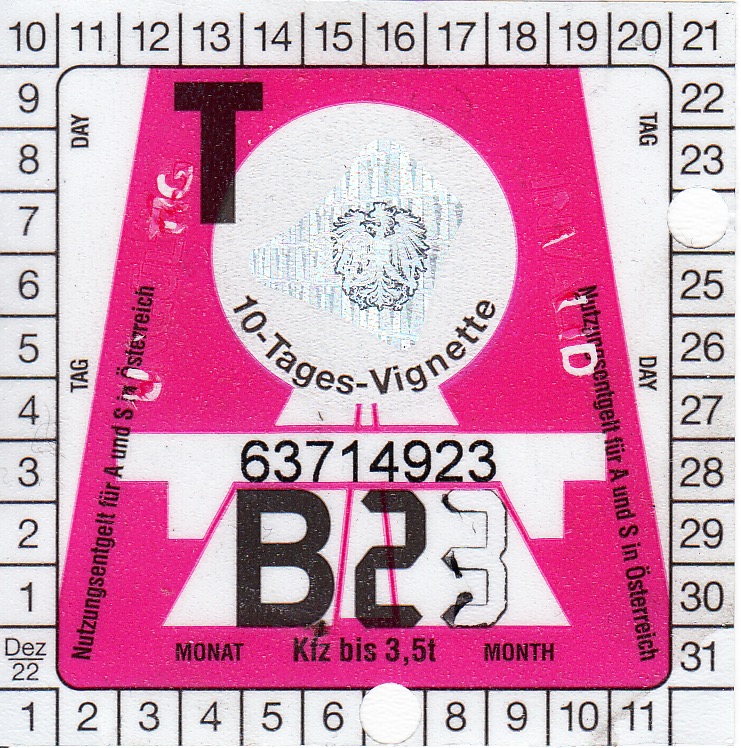 10 11 12 13 14 15 16 17 18 19 20 21
9 22
DAY T TAG
8 23
7
6 25
10-Tages-Vignette
5 26
TAG DAY
4 27
Nutzungsentgelt für A und S in Österreich
Nutzungsentgelt für A und S in Österreich
63714923
3 28
B23
2 29
1 30
MONAT Kfz bis 3,5t MONTH
Dez 31
22
1 2 3 4 5 6 8 9 10 11